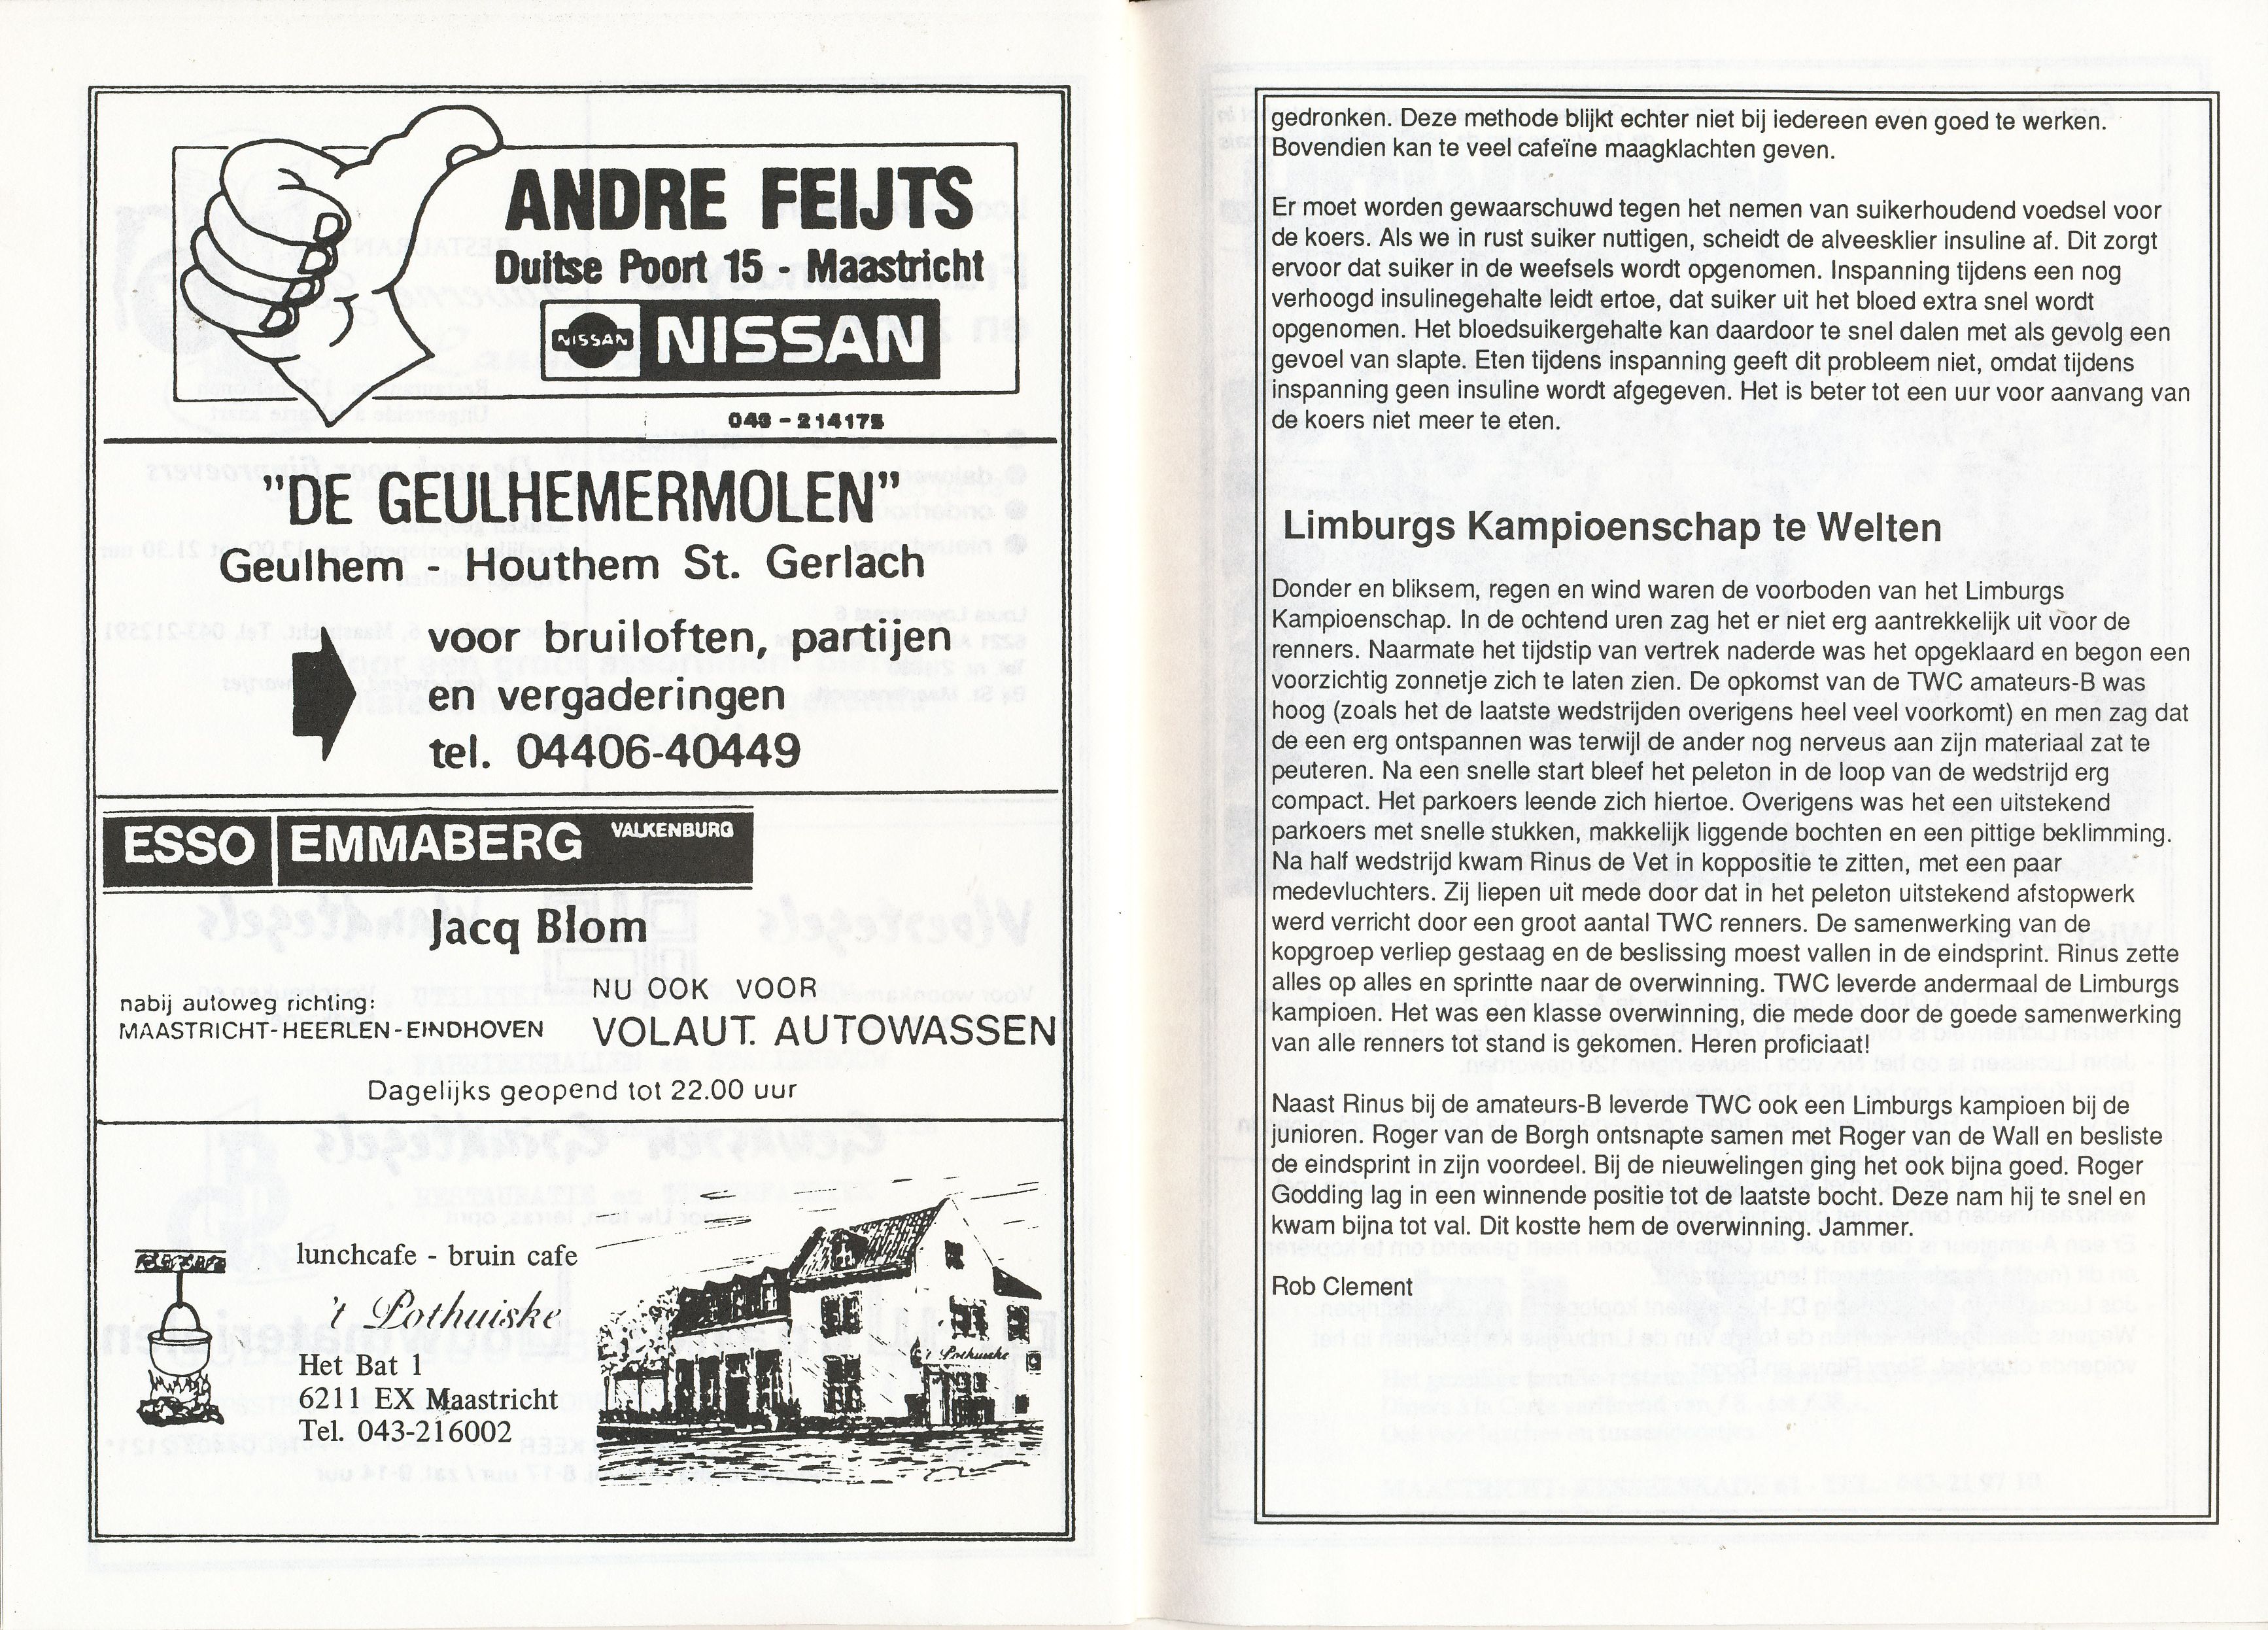 ANDRE FEIJTS
Duitse Poort 15 - Maastricht
NISSAN NISSAN
043 - 214175
"DE GEULHEMERMOLEN"
Geulhem - Houthem St. Gerlach
voor bruiloften, partijen
en vergaderingen
tel. 04406-40449
ESSO EMMABERG VALKENBURG
Jacq Blom
nabij autoweg richting:
MAASTRICHT-HEERLEN-EINDHOVEN
NU OOK VOOR
VOLAUT. AUTOWASSEN
Dagelijks geopend tot 22.00 uur
lunchcafe - bruin cafe
't Pothuiske
Het Bat 1
6211 EX Maastricht
Tel. 043-216002
't Pothuiske
gedronken. Deze methode blijkt echter niet bij iedereen even goed te werken.
Bovendien kan te veel cafeïne maagklachten geven.
Er moet worden gewaarschuwd tegen het nemen van suikerhoudend voedsel voor
de koers. Als we in rust suiker nuttigen, scheidt de alveesklier insuline af. Dit zorgt
ervoor dat suiker in de weefsels wordt opgenomen. Inspanning tijdens een nog
verhoogd insulinegehalte leidt ertoe, dat suiker uit het bloed extra snel wordt
opgenomen. Het bloedsuikergehalte kan daardoor te snel dalen met als gevolg een
gevoel van slapte. Eten tijdens inspanning geeft dit probleem niet, omdat tijdens
inspanning geen insuline wordt afgegeven. Het is beter tot een uur voor aanvang van
de koers niet meer te eten.
Limburgs Kampioenschap te Welten
Donder en bliksem, regen en wind waren de voorboden van het Limburgs
Kampioenschap. In de ochtend uren zag het er niet erg aantrekkelijk uit voor de
renners. Naarmate het tijdstip van vertrek naderde was het opgeklaard en begon een
voorzichtig zonnetje zich te laten zien. De opkomst van de TWC amateurs-B was
hoog (zoals het de laatste wedstrijden overigens heel veel voorkomt) en men zag dat
de een erg ontspannen was terwijl de ander nog nerveus aan zijn materiaal zat te
peuteren. Na een snelle start bleef het peleton in de loop van de wedstrijd erg
compact. Het parkoers leende zich hiertoe. Overigens was het een uitstekend
parkoers met snelle stukken, makkelijk liggende bochten en een pittige beklimming.
Na half wedstrijd kwam Rinus de Vet in koppositie te zitten, met een paar
medevluchters. Zij liepen uit mede door dat in het peleton uitstekend afstopwerk
werd verricht door een groot aantal TWC renners. De samenwerking van de
kopgroep verliep gestaag en de beslissing moest vallen in de eindsprint. Rinus zette
alles op alles en sprintte naar de overwinning. TWC leverde andermaal de Limburgs
kampioen. Het was een klasse overwinning, die mede door de goede samenwerking
van alle renners tot stand is gekomen. Heren proficiaat!
Naast Rinus bij de amateurs-B leverde TWC ook een Limburgs kampioen bij de
junioren. Roger van de Borgh ontsnapte samen met Roger van de Wall en besliste
de eindsprint in zijn voordeel. Bij de nieuwelingen ging het ook bijna goed. Roger
Godding lag in een winnende positie tot de laatste bocht. Deze nam hij te snel en
kwam bijna tot val. Dit kostte hem de overwinning. Jammer.
Rob Clement